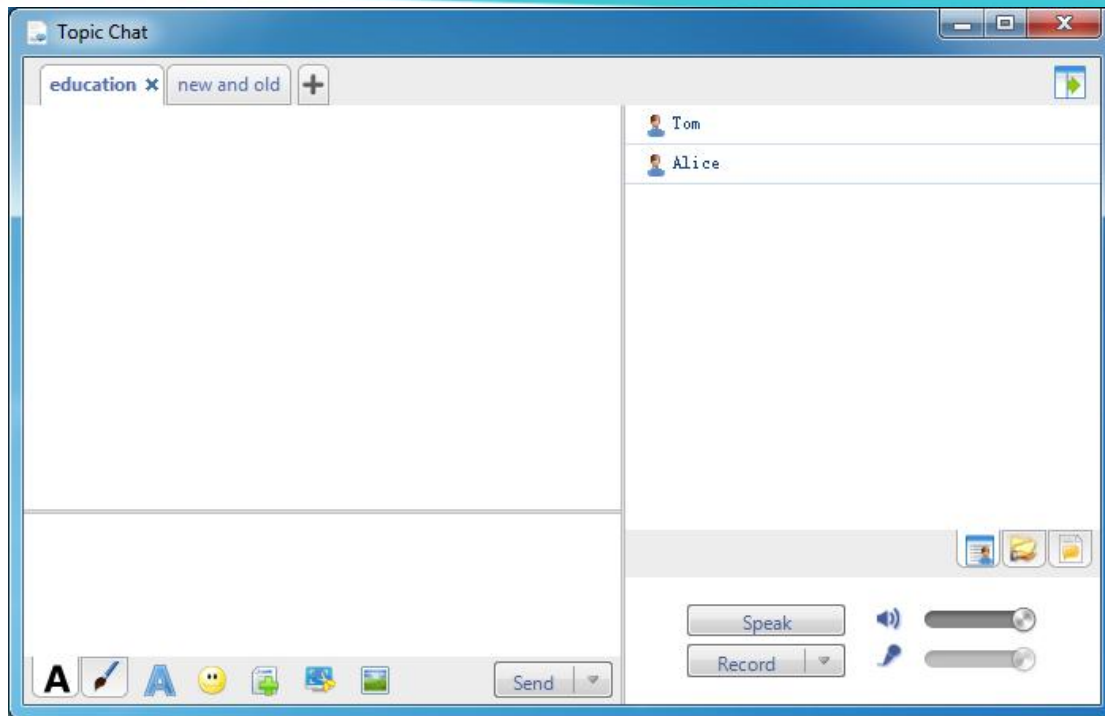 Topic Chat
education new and old
Tom
Alice
Speak
Record
A A Send